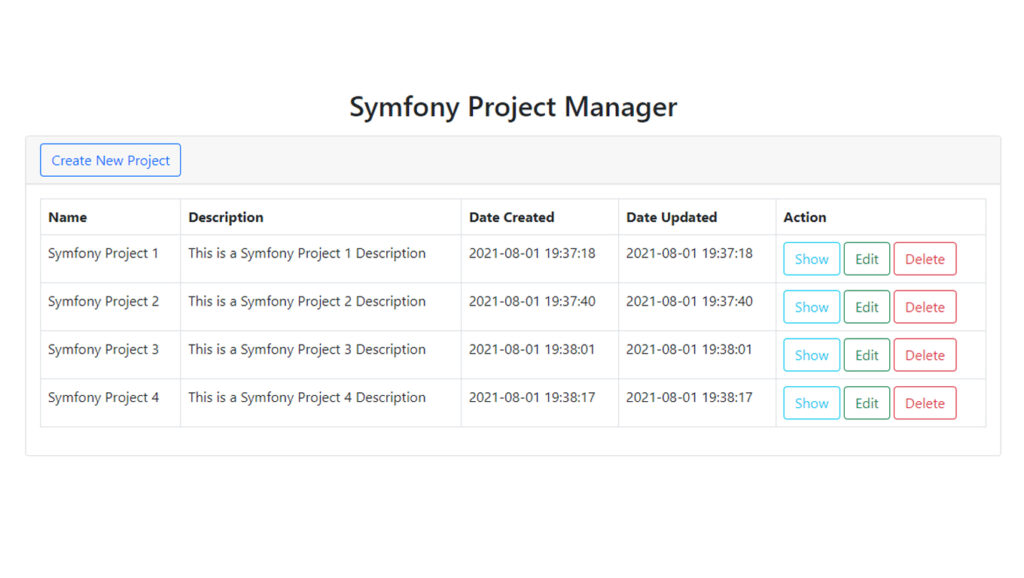 Symfony Project Manager
Create New Project
Name Description Date Created Date Updated Action
Symfony Project 1 This is a Symfony Project 1 Description 2021-08-01 19:37:18 2021-08-01 19:37:18 Show Edit Delete
Symfony Project 2 This is a Symfony Project 2 Description 2021-08-01 19:37:40 2021-08-01 19:37:40 Show Edit Delete
Symfony Project 3 This is a Symfony Project 3 Description 2021-08-01 19:38:01 2021-08-01 19:38:01 Show Edit Delete
Symfony Project 4 This is a Symfony Project 4 Description 2021-08-01 19:38:17 2021-08-01 19:38:17 Show Edit Delete